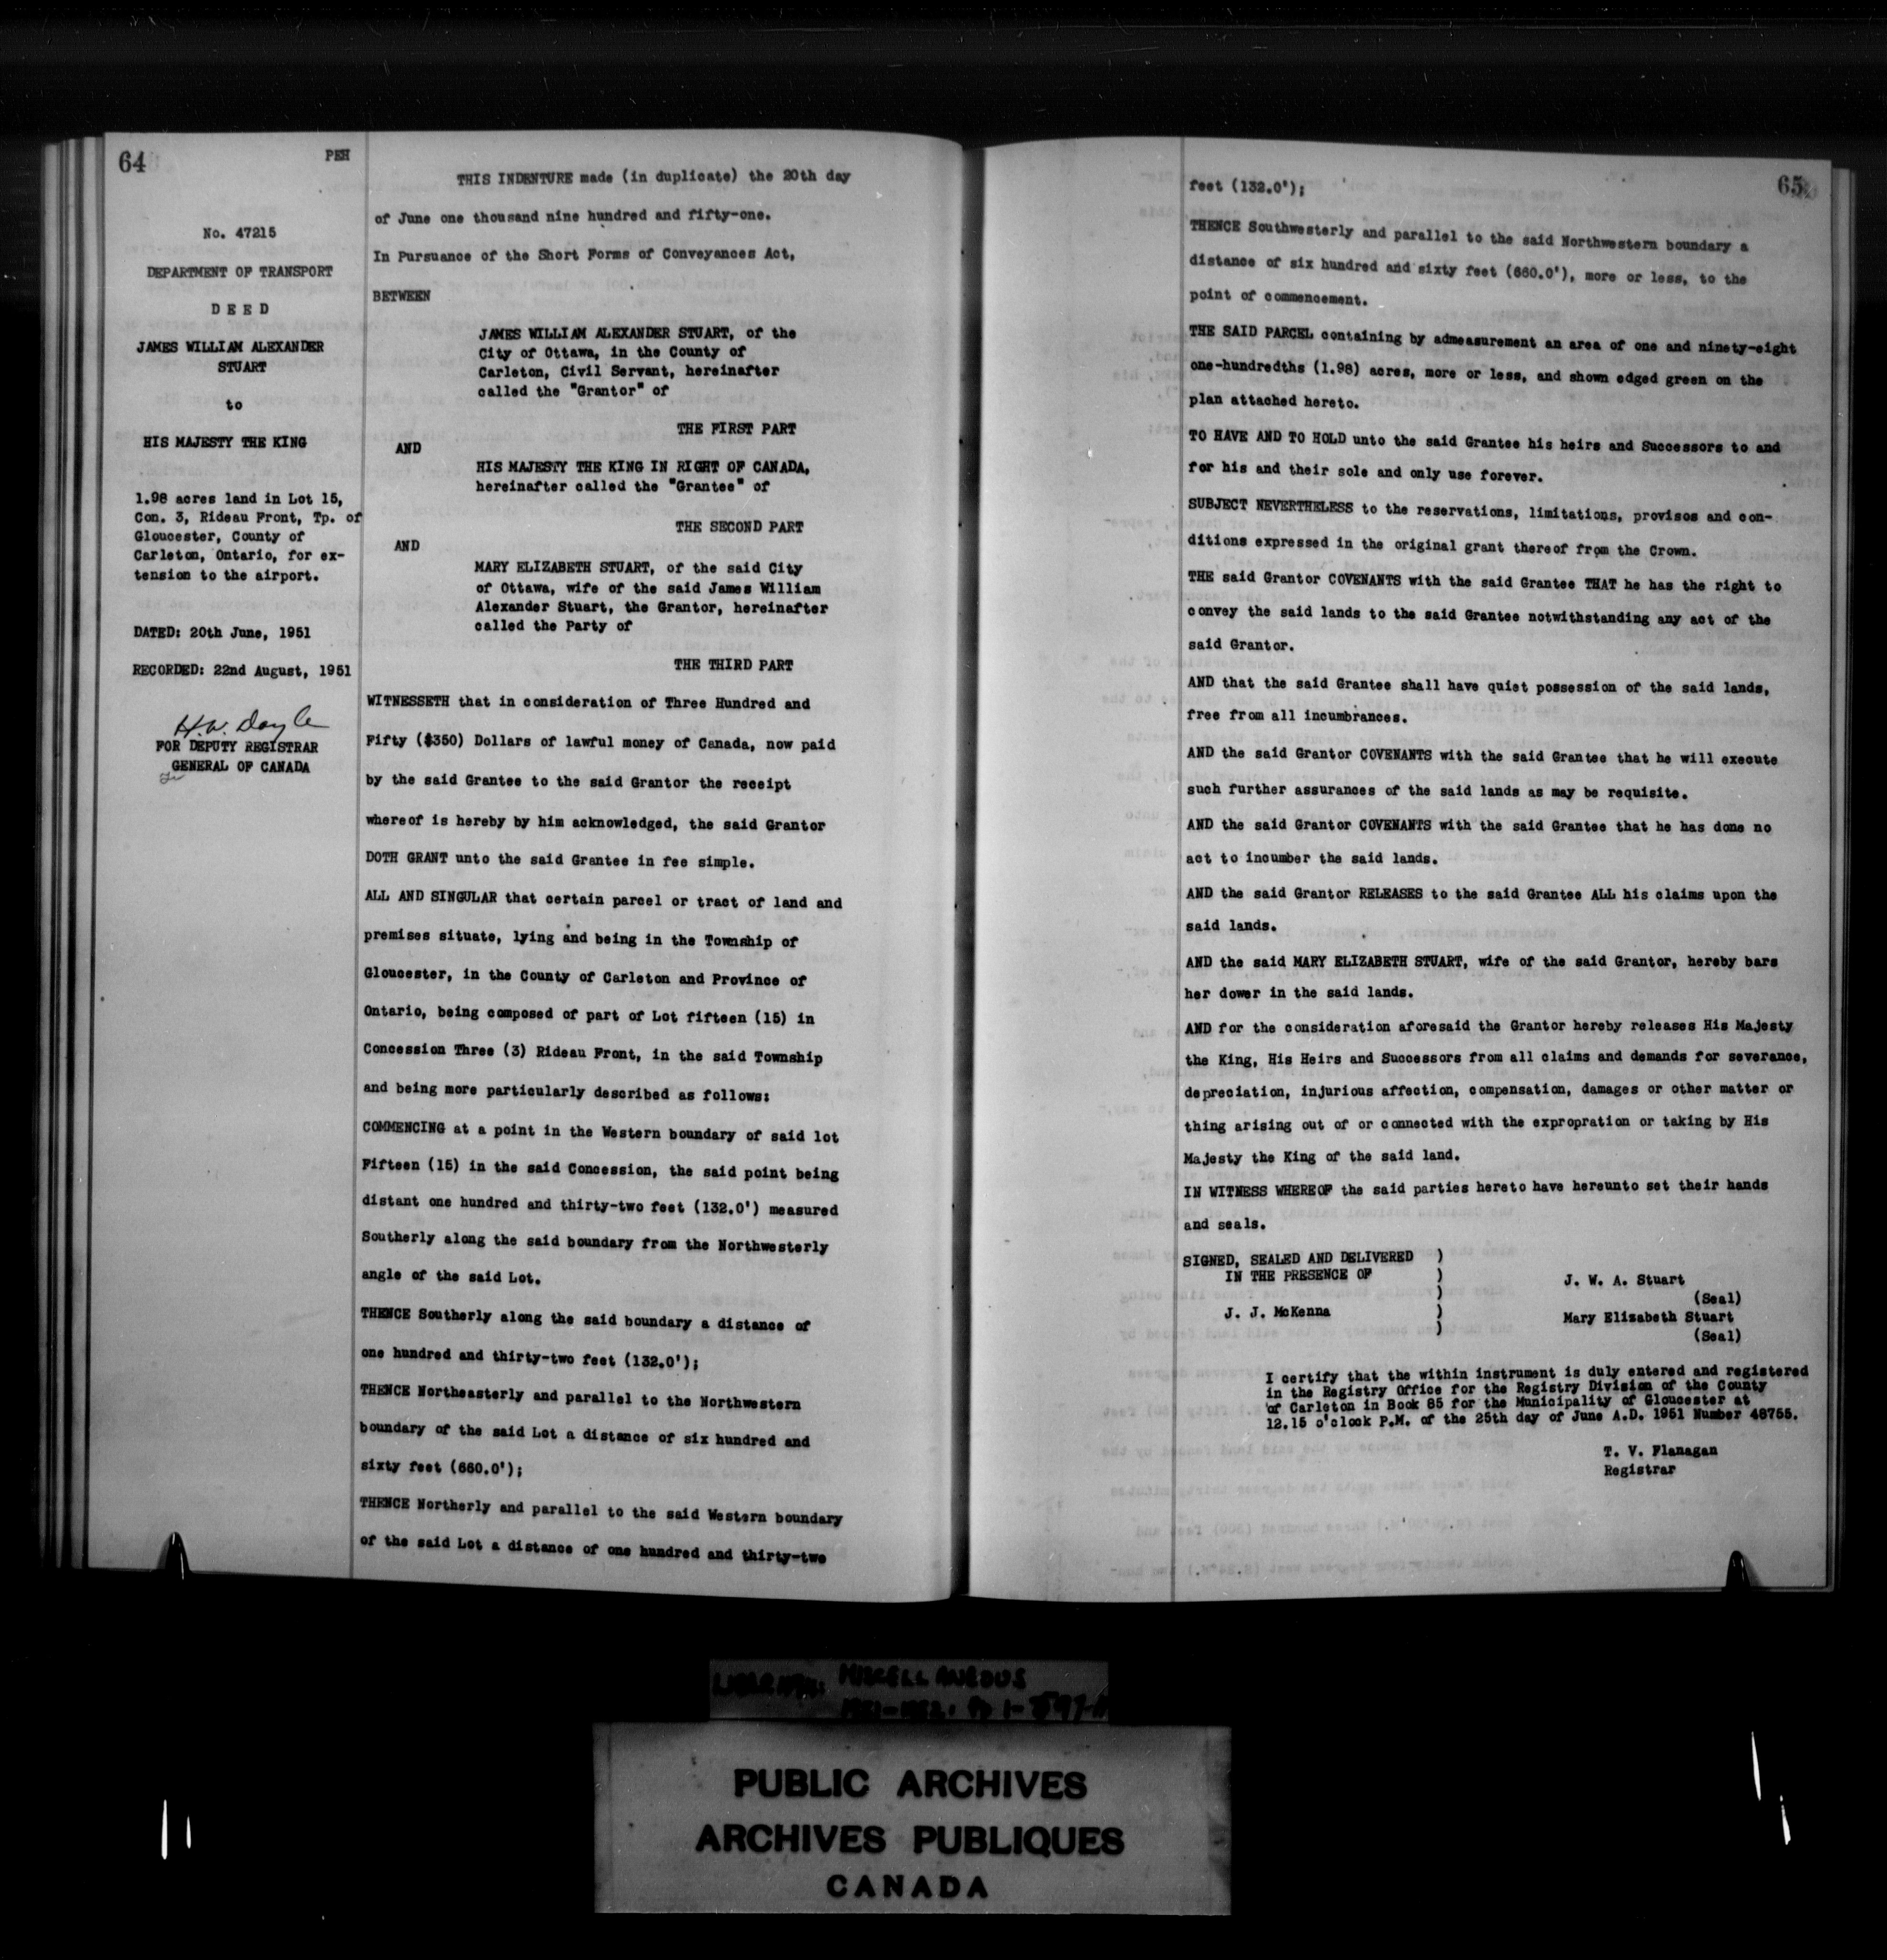 64
PEH
No. 47215
DEPARTMENT OF TRANSPORT
D E E D
JAMES WILLIAM ALEXANDER
STUART
to
HIS MAJESTY THE KING
1.98 acres land in Lot 15,
Con. 3, Rideau Front, Tp. of
Gloucester, County of
Carleton, Ontario, for ex-
tension to the airport.
DATED: 20th June, 1951
RECORDED: 22nd August, 1951
H.W. Doyle
FOR DEPUTY REGISTRAR
GENERAL OF CANADA
THIS INDENTURE made (in duplicate) the 20th day
of June one thousand nine hundred and fifty-one.
In Pursuance of the Short Forms of Conveyances Act,
BETWEEN
JAMES WILLIAM ALEXANDER STUART, of the
City of Ottawa, in the County of
Carleton, Civil Servant, hereinafter
called the "Grantor" of
THE FIRST PART
AND
HIS MAJESTY THE KING IN RIGHT OF CANADA,
hereinafter called the "Grantee" of
THE SECOND PART
AND
MARY ELIZABETH STUART, of the said City
of Ottawa, wife of the said James William
Alexander Stuart, the Grantor, hereinafter
called the Party of
THE THIRD PART
WITNESSETH that in consideration of Three Hundred and
Fifty ($350) Dollars of lawful money of Canada, now paid
by the said Grantee to the said Grantor the receipt
whereof is hereby by him acknowledged, the said Grantor
DOTH GRANT unto the said Grantee in fee simple.
ALL AND SINGULAR that certain parcel or tract of land and
premises situate, lying and being in the Township of
Gloucester, in the County of Carleton and Province of
Ontario, being composed of part of Lot fifteen (15) in
Concession Three (3) Rideau Front, in the said Township
and being more particularly described as follows:
COMMENCING at a point in the Western boundary of said lot
Fifteen (15) in the said Concession, the said point being
distant one hundred and thirty-two feet (132.0') measured
Southerly along the said boundary from the Northwesterly
angle of the said Lot.
THENCE Southerly along the said boundary a distance of
one hundred and thirty-two feet (132.0');
THENCE Northeasterly and parallel to the Northwestern
boundary of the said Lot a distance of six hundred and
sixty feet (660.0');
THENCE Northerly and parallel to the said Western boundary
of the said Lot a distance of one hundred and thirty-two
65
feet (132.0');
THENCE Southwesterly and parallel to the said Northwestern boundary a
distance of six hundred and sixty feet (660.0'), more or less, to the
point of commencement.
THE SAID PARCEL containing by admeasurement an area of one and ninety-eight
one-hundredths (1.98) acres, more or less, and shown edged green on the
plan attached hereto.
TO HAVE AND TO HOLD unto the said Grantee his heirs and Successors to and
for his and their sole and only use forever.
SUBJECT NEVERTHELESS to the reservations, limitations, provisos and con-
ditions expressed in the original grant thereof from the Crown.
THE said Grantor COVENANTS with the said Grantee THAT he has the right to
convey the said lands to the said Grantee notwithstanding any act of the
said Grantor.
AND that the said Grantee shall have quiet possession of the said lands,
free from all incumbrances.
AND the said Grantor COVENANTS with the said Grantee that he will execute
such further assurances of the said lands as may be requisite.
AND the said Grantor COVENANTS with the said Grantee that he has done no
act to incumber the said lands.
AND the said Grantor RELEASES to the said Grantee ALL his claims upon the
said lands.
AND the said MARY ELIZABETH STUART, wife of the said Grantor, hereby bars
her dower in the said lands.
AND for the consideration aforesaid the Grantor hereby releases His Majesty
the King, His Heirs and Successors from all claims and demands for severance,
depreciation, injurious affection, compensation, damages or other matter or
thing arising out of or connected with the expropration or taking by His
Majesty the King of the said land.
IN WITNESS WHEREOF the said parties hereto have hereunto set their hands
and seals.
SIGNED, SEALED AND DELIVERED )
IN THE PRESENCE OF ) J. W. A. Stuart
) (Seal)
J. J. McKenna ) Mary Elizabeth Stuart
) (Seal)
I certify that the within instrument is duly entered and registered
in the Registry Office for the Registry Division of the County
of Carleton in Book 85 for the Municipality of Gloucester at
12.15 o'clock P.M. of the 25th day of June A.D. 1951 Number 48755.
T. V. Flanagan
Registrar
MISCELLANEOUS
PUBLIC ARCHIVES
ARCHIVES PUBLIQUES
CANADA